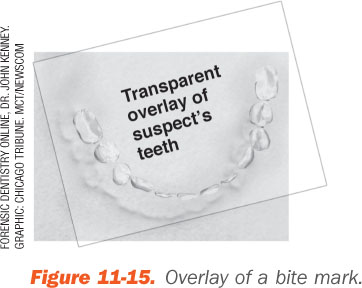 FORENSIC DENTISTRY ONLINE, DR. JOHN KENNEY.
GRAPHIC: CHICAGO TRIBUNE. MCT/NEWSCOM
Transparent
overlay of
suspect's
teeth
Figure 11-15. Overlay of a bite mark.